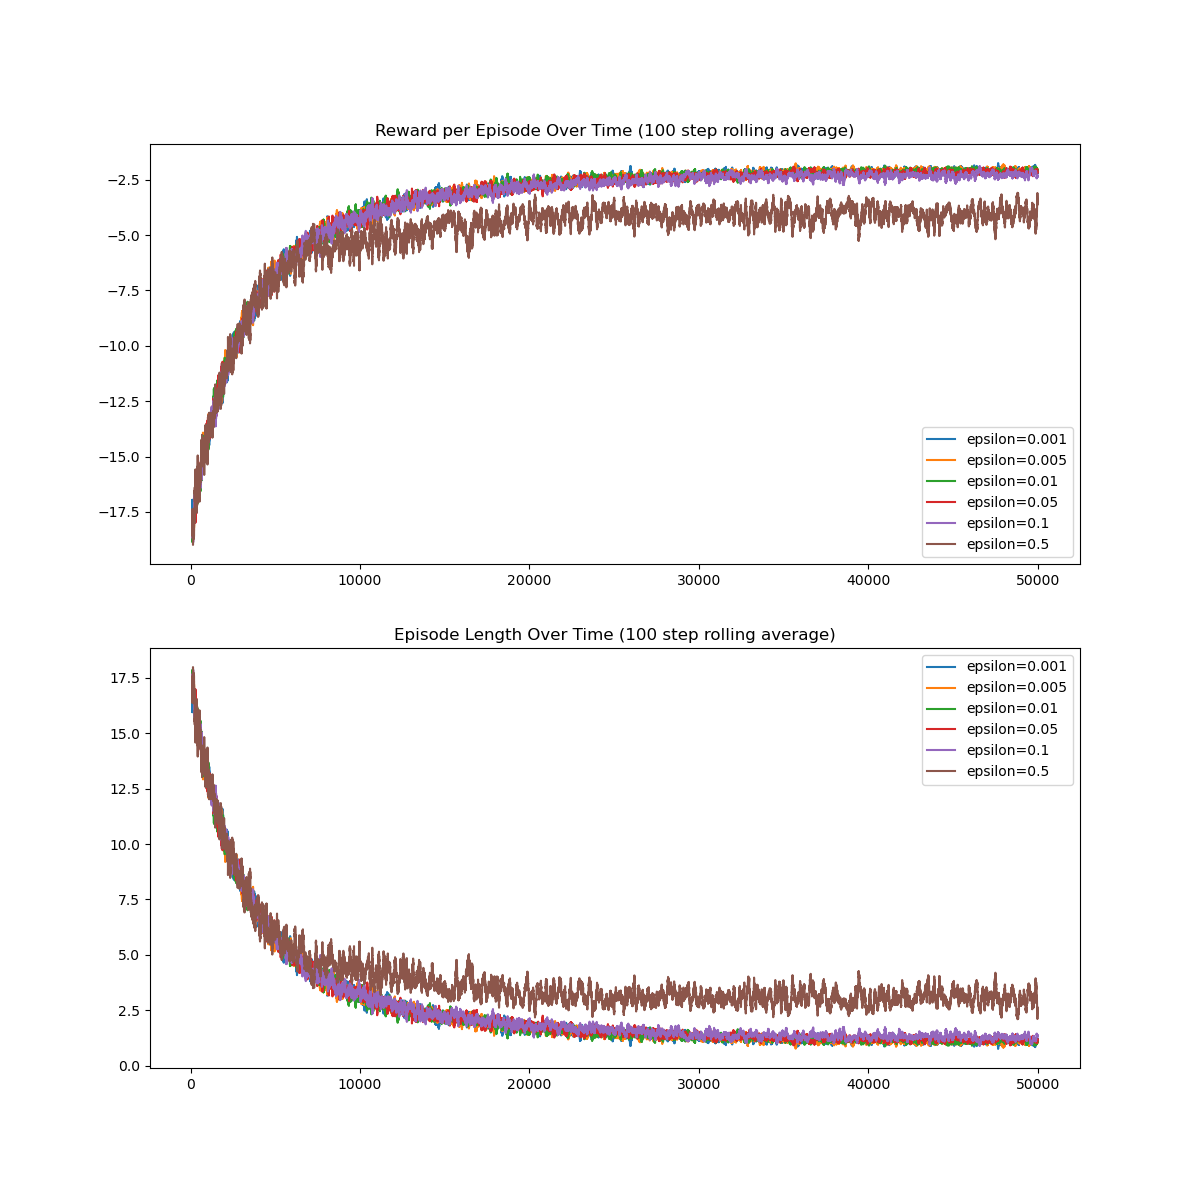 Reward per Episode Over Time (100 step rolling average)
−2.5
−5.0
−7.5
−10.0
−12.5
−15.0
−17.5
epsilon=0.001
epsilon=0.005
epsilon=0.01
epsilon=0.05
epsilon=0.1
epsilon=0.5
0 10000 20000 30000 40000 50000
Episode Length Over Time (100 step rolling average)
17.5
15.0
12.5
10.0
7.5
5.0
2.5
0.0
epsilon=0.001
epsilon=0.005
epsilon=0.01
epsilon=0.05
epsilon=0.1
epsilon=0.5
0 10000 20000 30000 40000 50000